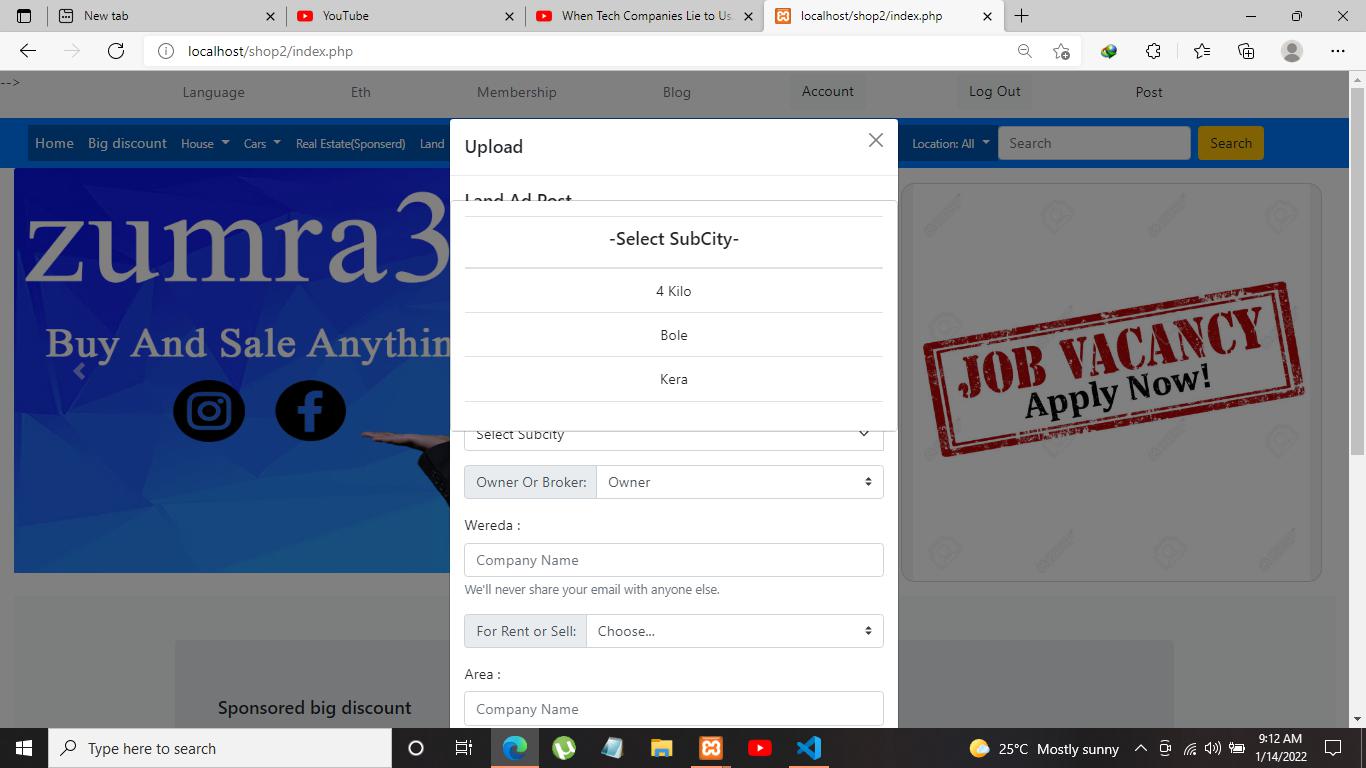 New tab
YouTube
When Tech Companies Lie to Us
localhost/shop2/index.php
localhost/shop2/index.php
-->
Language
Eth
Membership
Blog
Account
Log Out
Post
Home
Big discount
House
Cars
Real Estate(Sponserd)
Land
Location: All
Search
Search
Upload
Land Ad Post
-Select SubCity-
4 Kilo
Bole
Kera
Select Subcity
Owner Or Broker:
Owner
Wereda :
Company Name
We'll never share your email with anyone else.
For Rent or Sell:
Choose...
Area :
Company Name
zumra3
Buy And Sale Anythin
JOB VACANCY
Apply Now!
Sponsored big discount
Type here to search
25°C Mostly sunny
9:12 AM
1/14/2022